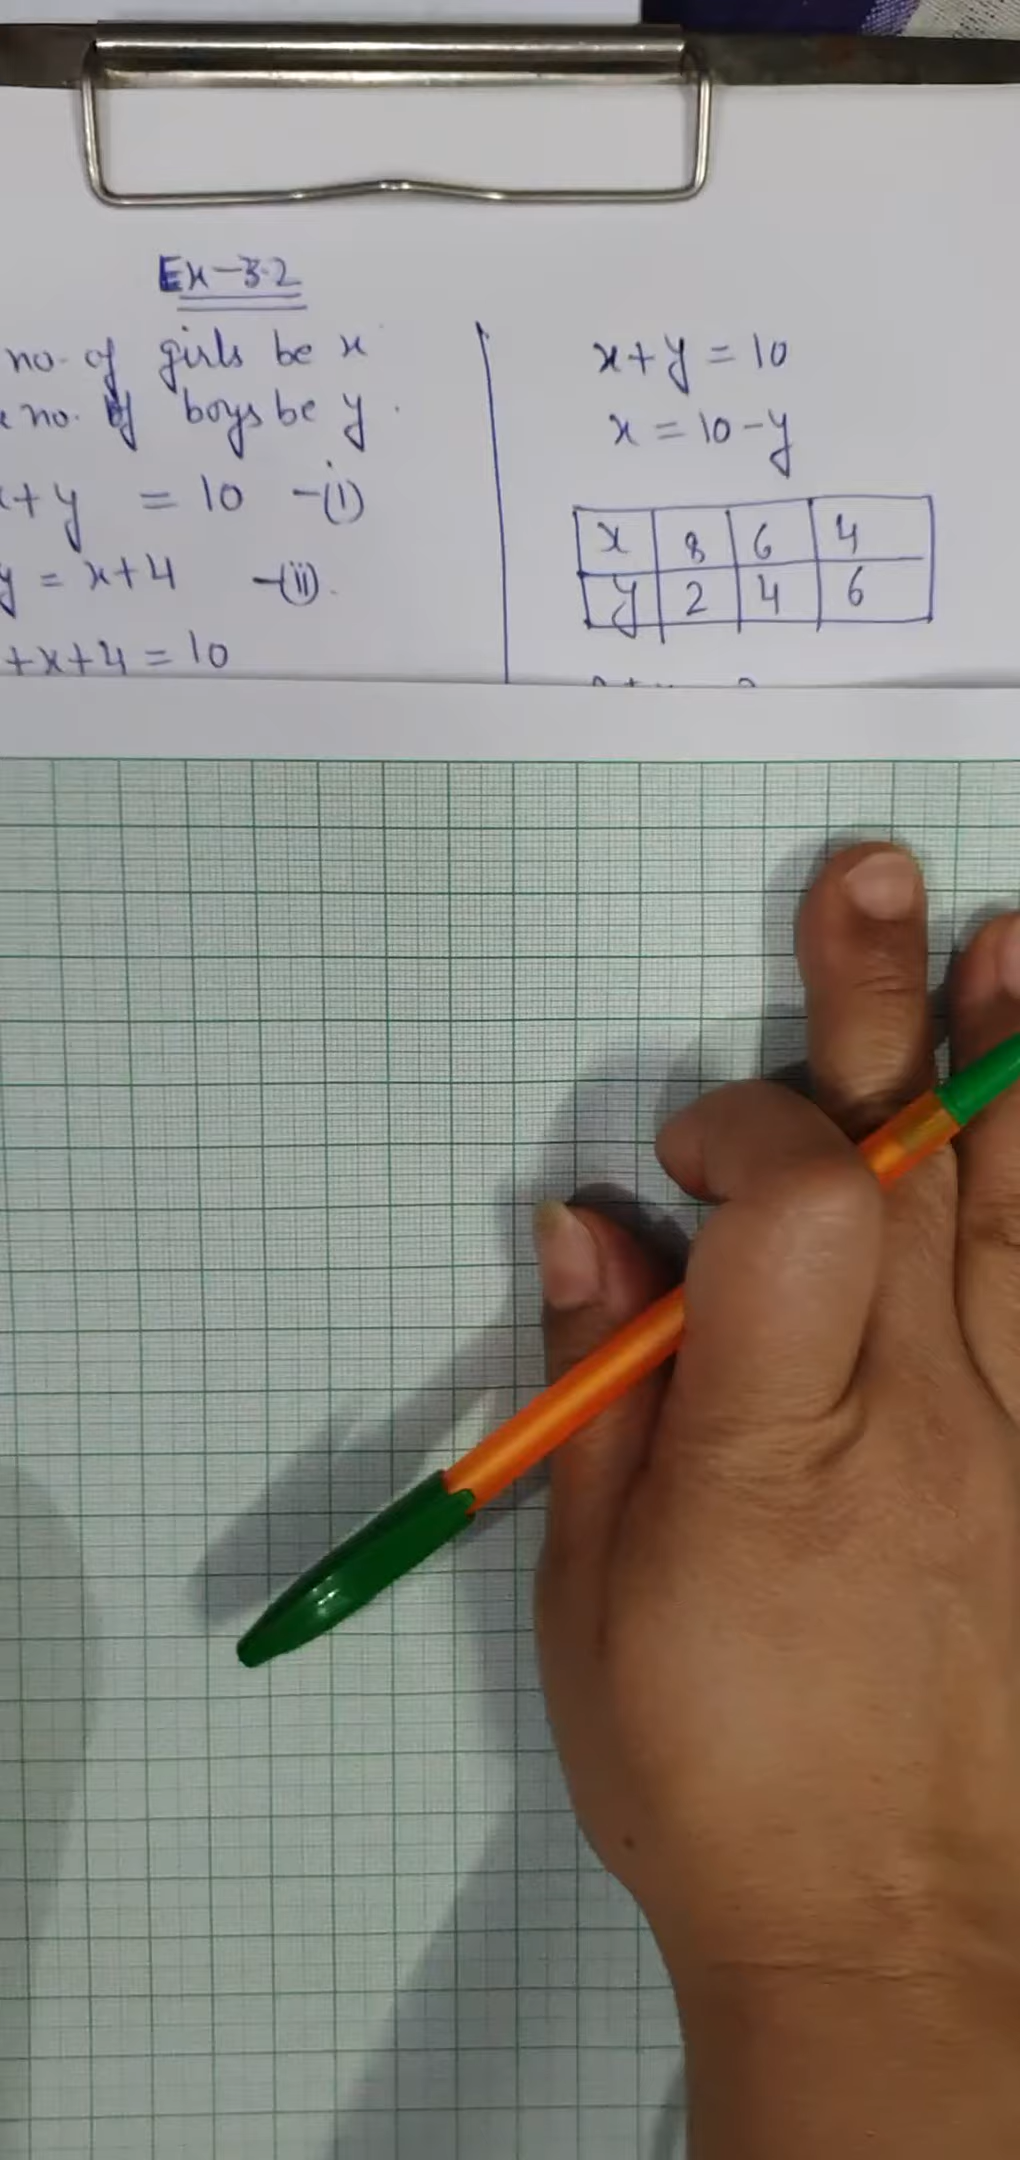 Ex-3.2
no. of girls be x
no. of boys be y.
x+y = 10 -(i)
y = x+4 -(ii).
+x+4 = 10
x+y = 10
x = 10-y
x 8 6 4
y 2 4 6